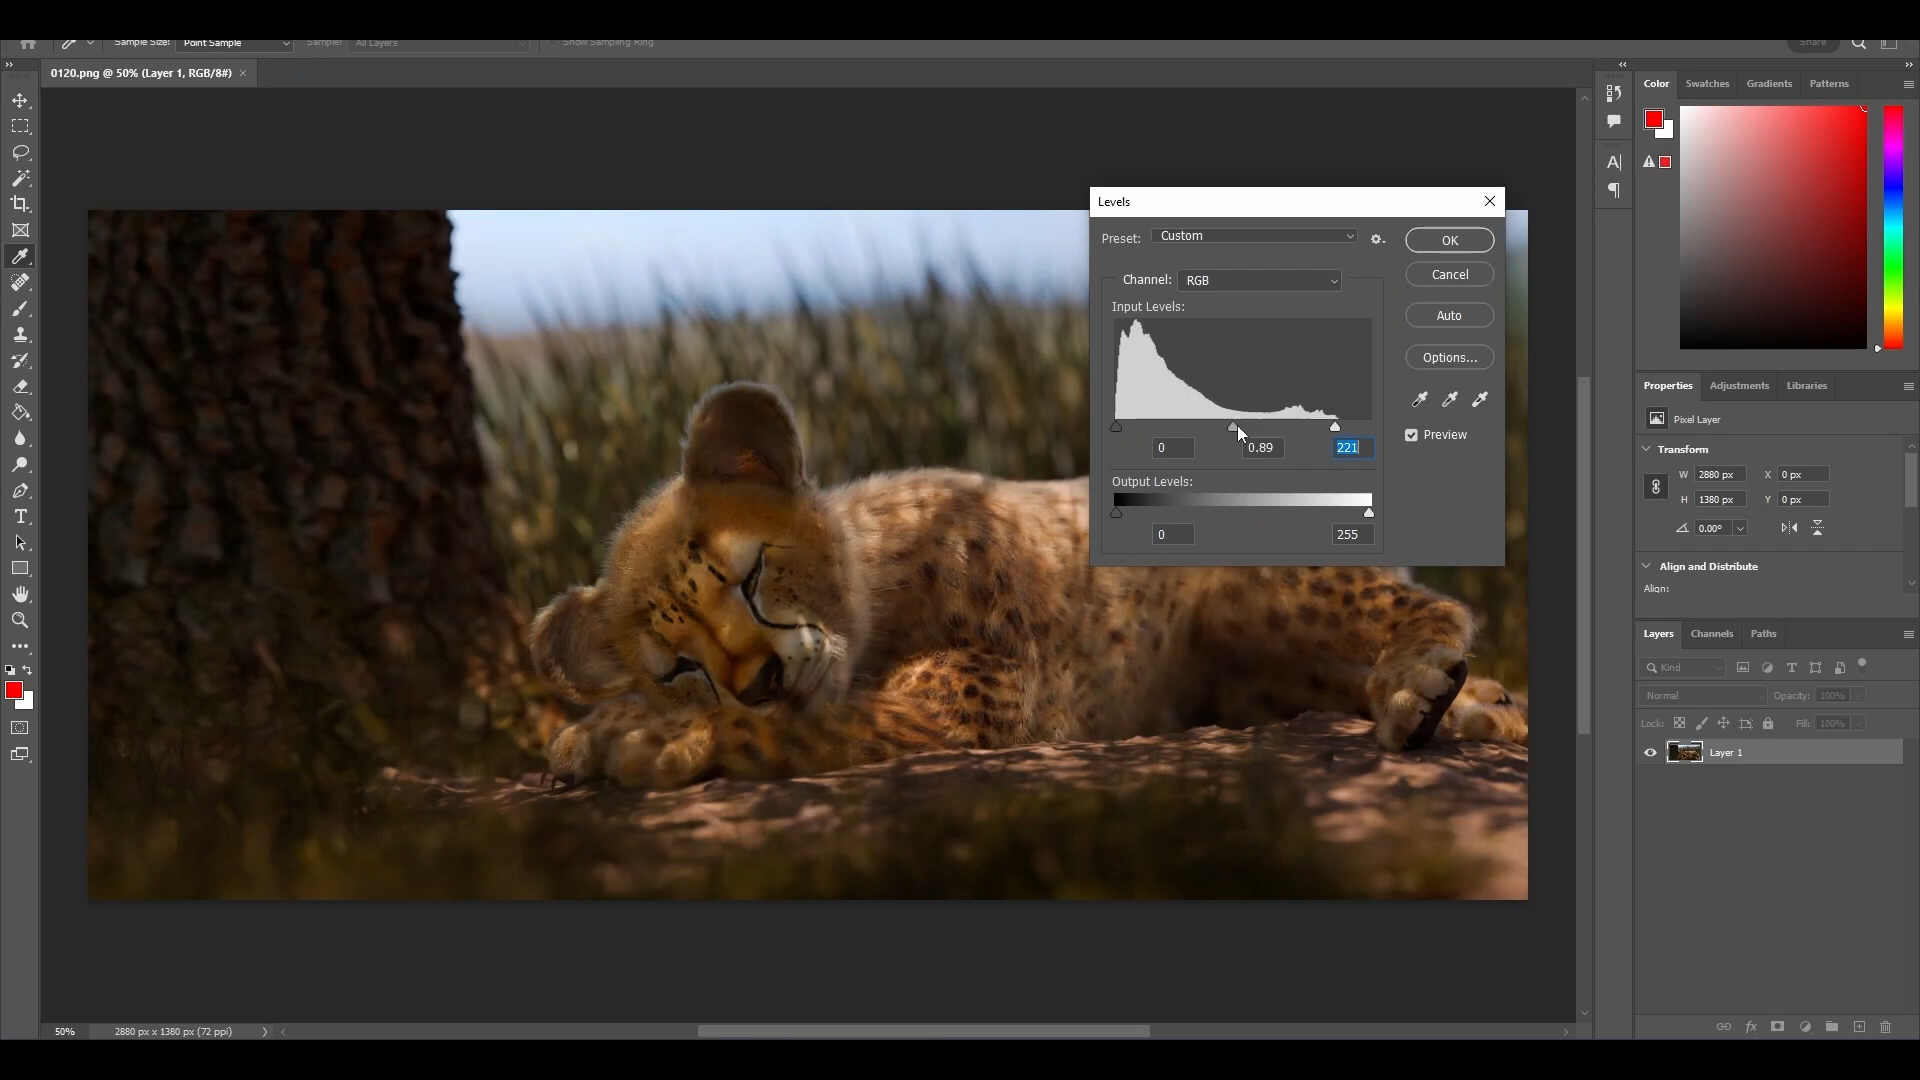 Sample Size: Point Sample Sample: All Layers Show Sampling Ring Share
0120.png @ 50% (Layer 1, RGB/8#) ×
Color Swatches Gradients Patterns
Levels
Preset: Custom
OK
Channel: RGB
Cancel
Input Levels:
Auto
Options...
0 0.89 221
Preview
Output Levels:
0 255
Properties Adjustments Libraries
Pixel Layer
Transform
W 2880 px X 0 px
H 1380 px Y 0 px
0.00°
Align and Distribute
Align:
Layers Channels Paths
Kind
Normal Opacity: 100%
Lock: Fill: 100%
Layer 1
50% 2880 px x 1380 px (72 ppi)